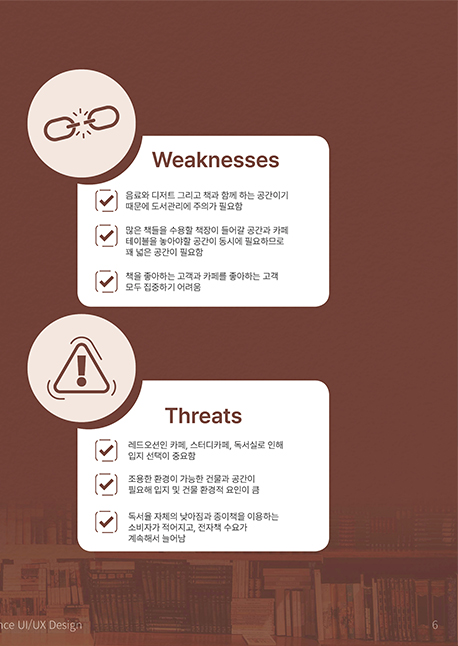 Weaknesses
음료와 디저트 그리고 책과 함께 하는 공간이기
때문에 도서관리에 주의가 필요함
많은 책들을 수용할 책장이 들어갈 공간과 카페
테이블을 놓아야할 공간이 동시에 필요하므로
꽤 넓은 공간이 필요함
책을 좋아하는 고객과 카페를 좋아하는 고객
모두 집중하기 어려움
Threats
레드오션인 카페, 스터디카페, 독서실로 인해
입지 선택이 중요함
조용한 환경이 가능한 건물과 공간이
필요해 입지 및 건물 환경적 요인이 큼
독서율 자체의 낮아짐과 종이책을 이용하는
소비자가 적어지고, 전자책 수요가
계속해서 늘어남
nce UI/UX Design
6